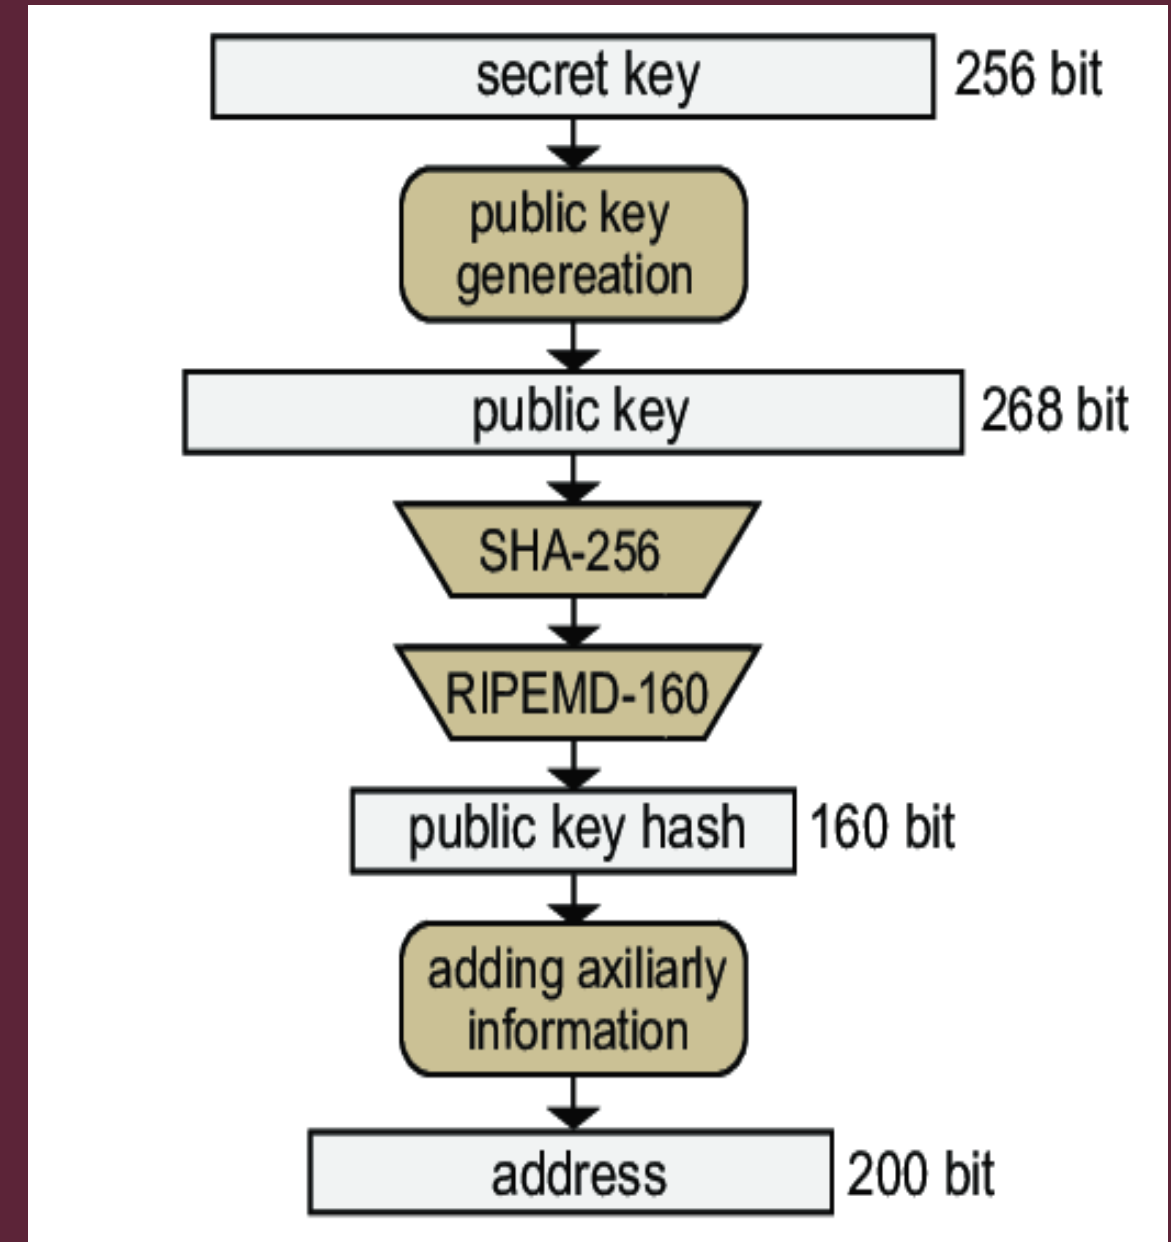 secret key 256 bit
public key
genereation
public key 268 bit
SHA-256
RIPEMD-160
public key hash 160 bit
adding axiliarly
information
address 200 bit